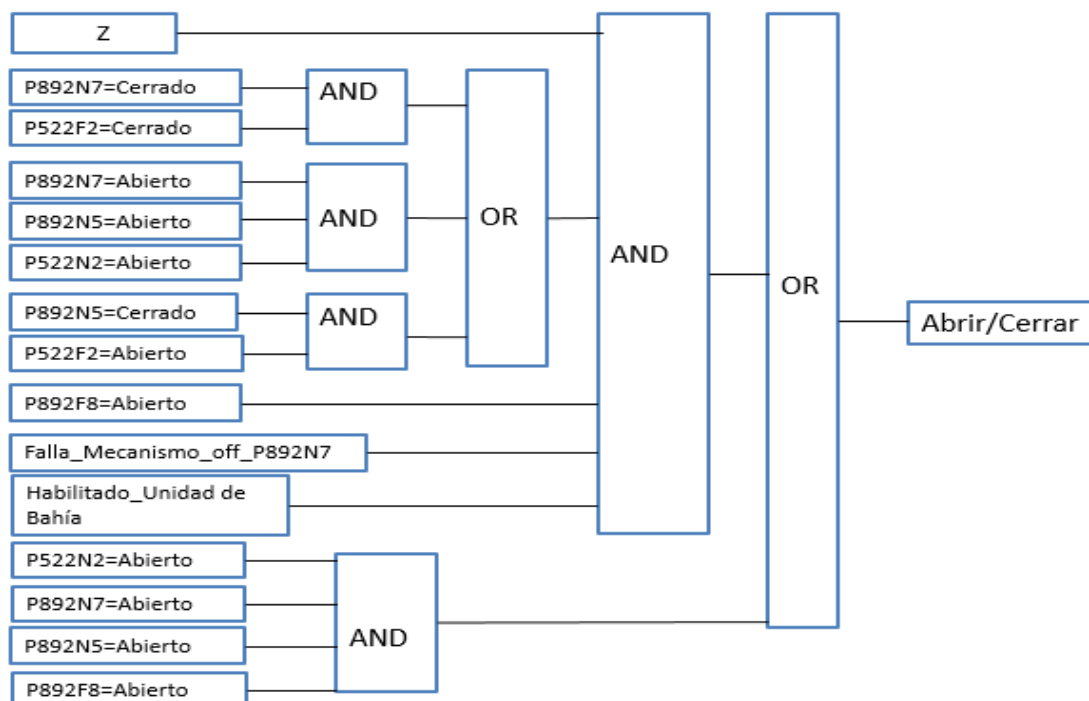 Z
P892N7=Cerrado
P522F2=Cerrado
AND
P892N7=Abierto
P892N5=Abierto
P522N2=Abierto
AND
P892N5=Cerrado
P522F2=Abierto
AND
OR
P892F8=Abierto
Falla_Mecanismo_off_P892N7
Habilitado_Unidad de
Bahía
AND
P522N2=Abierto
P892N7=Abierto
P892N5=Abierto
P892F8=Abierto
AND
OR
Abrir/Cerrar